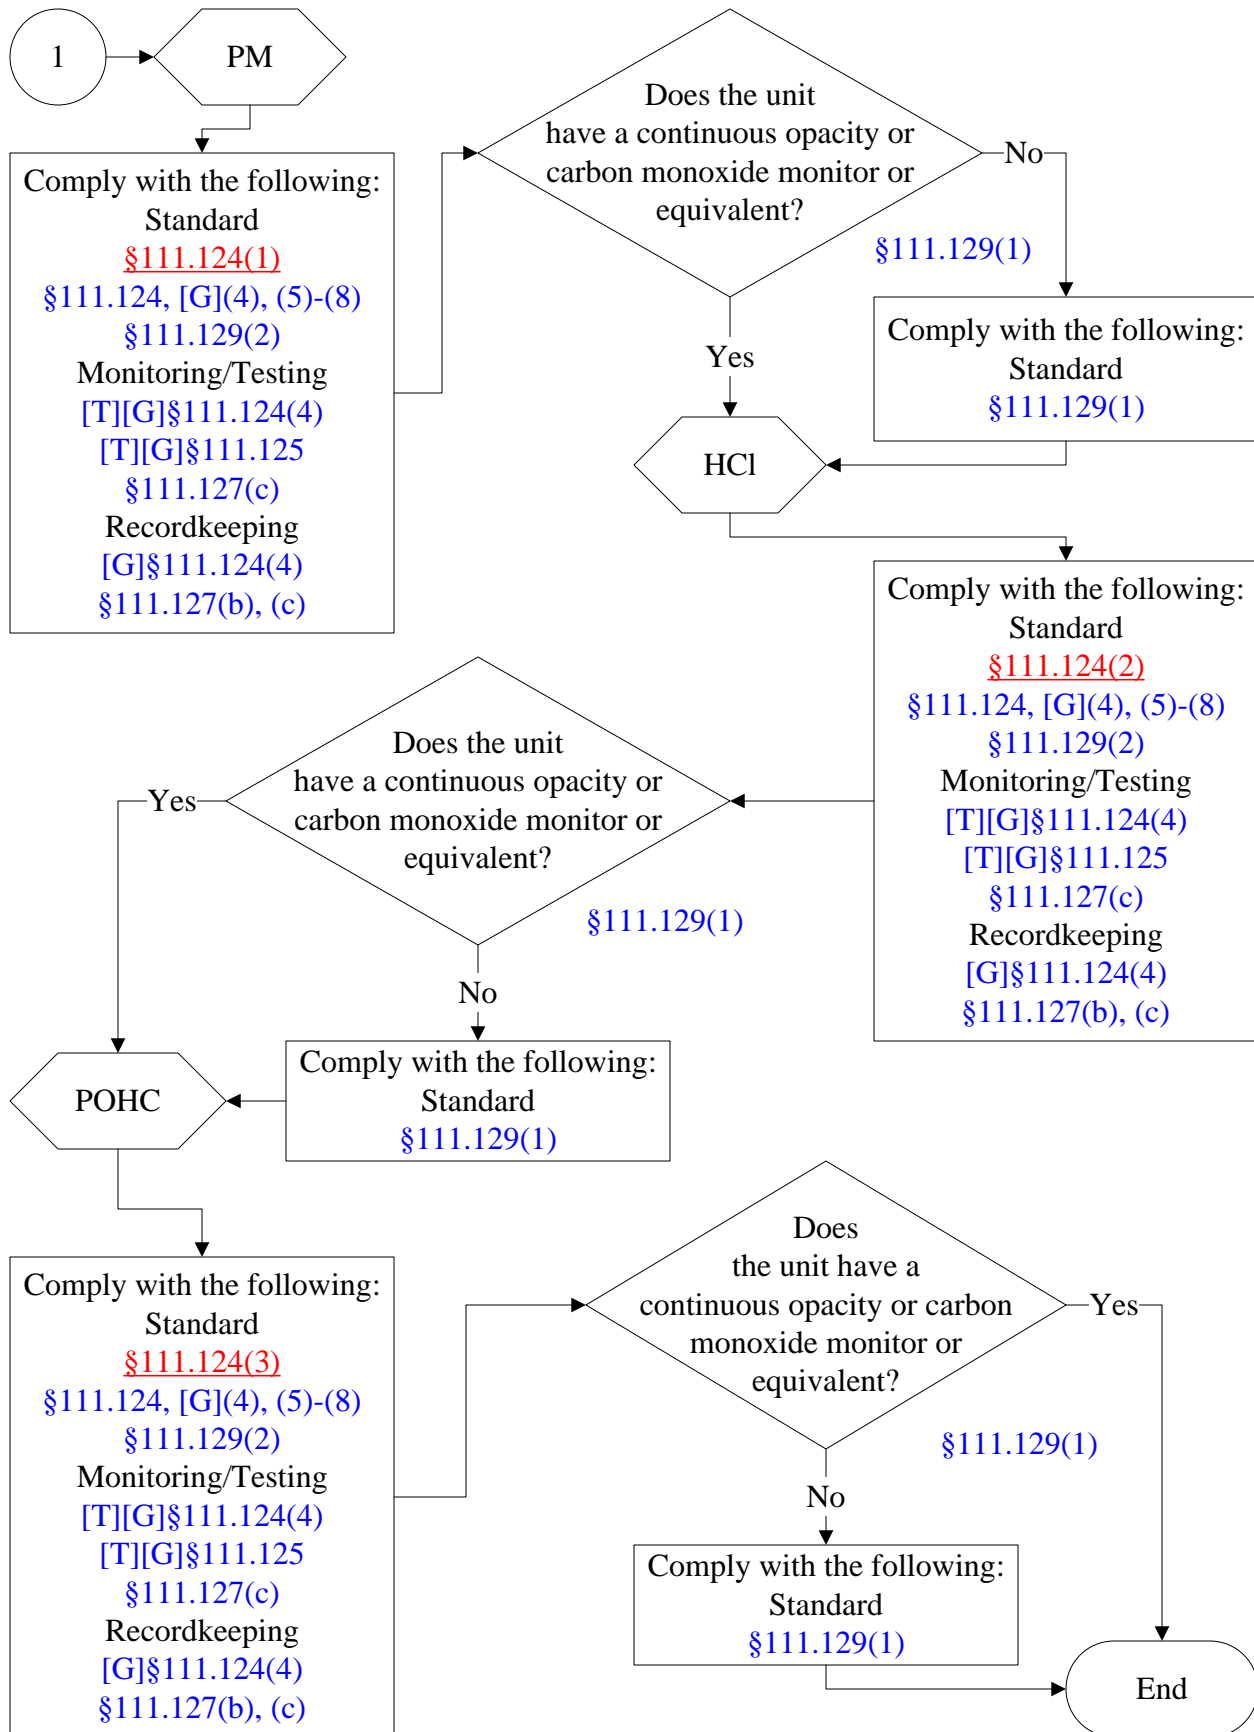 1
PM
Comply with the following:
Standard
§111.124(1)
§111.124, [G](4), (5)-(8)
§111.129(2)
Monitoring/Testing
[T][G]§111.124(4)
[T][G]§111.125
§111.127(c)
Recordkeeping
[G]§111.124(4)
§111.127(b), (c)
Does the unit
have a continuous opacity or
carbon monoxide monitor or
equivalent?
No
§111.129(1)
Yes
Comply with the following:
Standard
§111.129(1)
HCl
Comply with the following:
Standard
§111.124(2)
§111.124, [G](4), (5)-(8)
§111.129(2)
Monitoring/Testing
[T][G]§111.124(4)
[T][G]§111.125
§111.127(c)
Recordkeeping
[G]§111.124(4)
§111.127(b), (c)
Does the unit
have a continuous opacity or
carbon monoxide monitor or
equivalent?
Yes
§111.129(1)
No
Comply with the following:
Standard
§111.129(1)
POHC
Comply with the following:
Standard
§111.124(3)
§111.124, [G](4), (5)-(8)
§111.129(2)
Monitoring/Testing
[T][G]§111.124(4)
[T][G]§111.125
§111.127(c)
Recordkeeping
[G]§111.124(4)
§111.127(b), (c)
Does
the unit have a
continuous opacity or carbon
monoxide monitor or
equivalent?
Yes
§111.129(1)
No
Comply with the following:
Standard
§111.129(1)
End